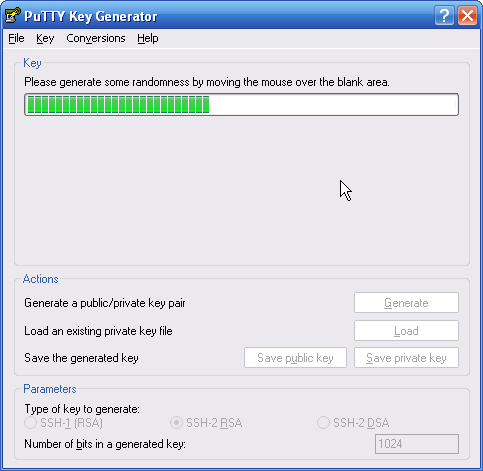 PuTTY Key Generator
File Key Conversions Help
Key
Please generate some randomness by moving the mouse over the blank area.
Actions
Generate a public/private key pair
Generate
Load an existing private key file
Load
Save the generated key
Save public key
Save private key
Parameters
Type of key to generate:
SSH-1 (RSA)
SSH-2 RSA
SSH-2 DSA
Number of bits in a generated key:
1024